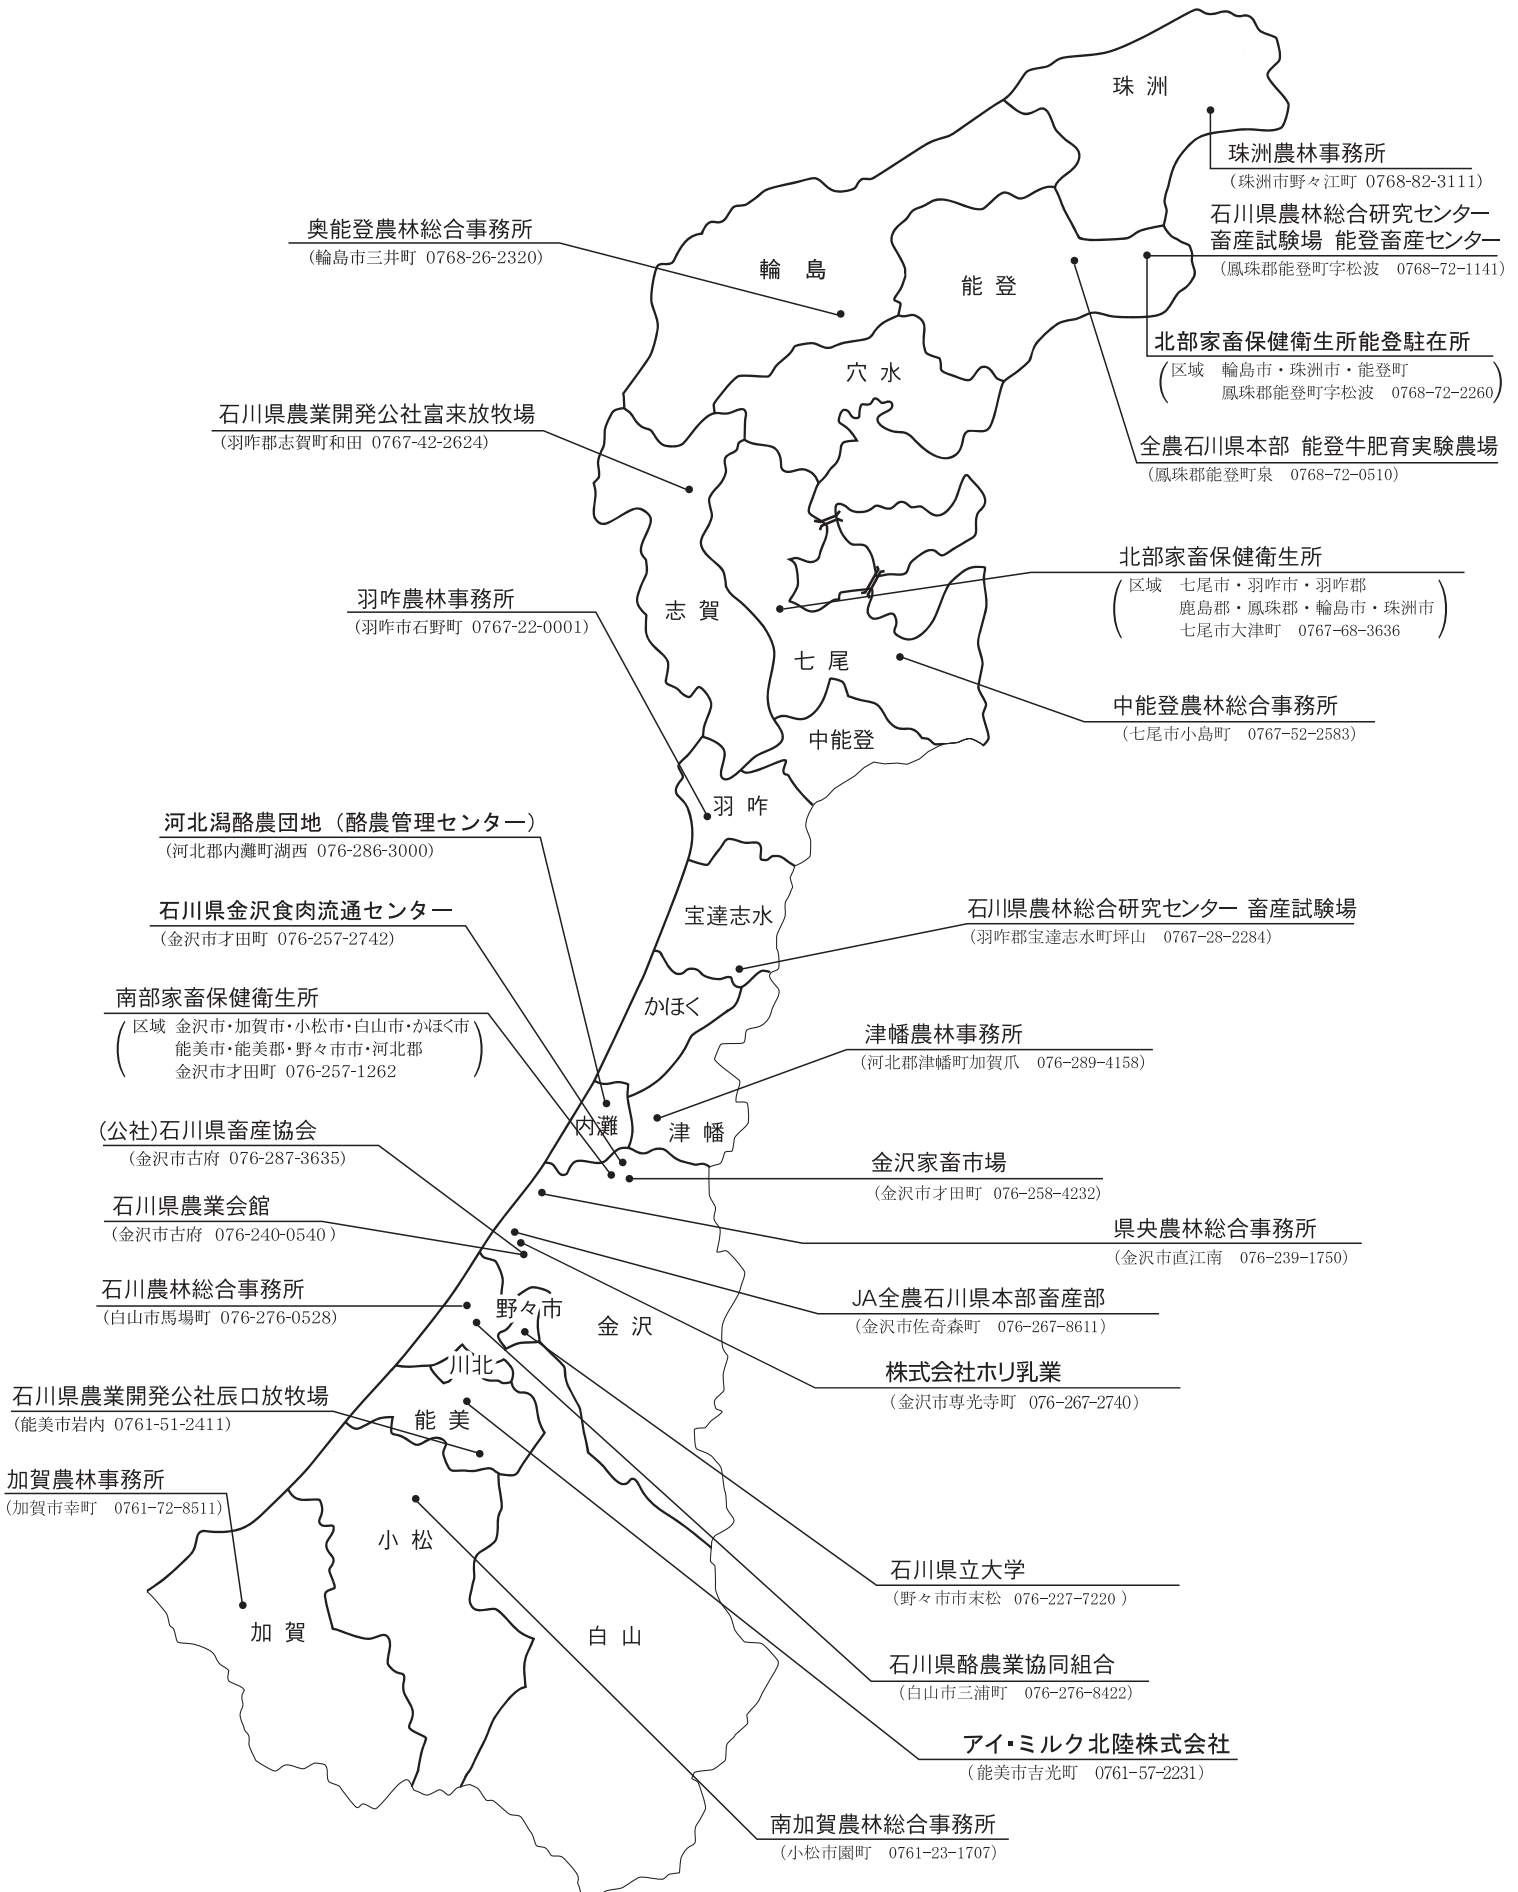 珠洲
珠洲農林事務所
(珠洲市野々江町 0768-82-3111)
石川県農林総合研究センター
畜産試験場 能登畜産センター
(鳳珠郡能登町字松波 0768-72-1141)
奥能登農林総合事務所
(輪島市三井町 0768-26-2320)
輪島
能登
北部家畜保健衛生所能登駐在所
(区域 輪島市・珠洲市・能登町
鳳珠郡能登町字松波 0768-72-2260)
穴水
石川県農業開発公社富来放牧場
(羽咋郡志賀町和田 0767-42-2624)
全農石川県本部 能登牛肥育実験農場
(鳳珠郡能登町泉 0768-72-0510)
北部家畜保健衛生所
(区域 七尾市・羽咋市・羽咋郡
鹿島郡・鳳珠郡・輪島市・珠洲市
七尾市大津町 0767-68-3636)
羽咋農林事務所
(羽咋市石野町 0767-22-0001)
志賀
七尾
中能登農林総合事務所
(七尾市小島町 0767-52-2583)
中能登
羽咋
河北潟酪農団地(酪農管理センター)
(河北郡内灘町湖西 076-286-3000)
石川県金沢食肉流通センター
(金沢市才田町 076-257-2742)
宝達志水
石川県農林総合研究センター 畜産試験場
(羽咋郡宝達志水町坪山 0767-28-2284)
南部家畜保健衛生所
(区域 金沢市・加賀市・小松市・白山市・かほく市
能美市・能美郡・野々市市・河北郡
金沢市才田町 076-257-1262)
かほく
津幡農林事務所
(河北郡津幡町加賀爪 076-289-4158)
内灘
津幡
(公社)石川県畜産協会
(金沢市古府 076-287-3635)
金沢家畜市場
(金沢市才田町 076-258-4232)
石川県農業会館
(金沢市古府 076-240-0540)
県央農林総合事務所
(金沢市直江南 076-239-1750)
石川農林総合事務所
(白山市馬場町 076-276-0528)
野々市
金沢
JA全農石川県本部畜産部
(金沢市佐奇森町 076-267-8611)
川北
株式会社ホリ乳業
(金沢市専光寺町 076-267-2740)
石川県農業開発公社辰口放牧場
(能美市岩内 0761-51-2411)
能美
加賀農林事務所
(加賀市幸町 0761-72-8511)
小松
石川県立大学
(野々市市末松 076-227-7220)
加賀
白山
石川県酪農業協同組合
(白山市三浦町 076-276-8422)
アイ・ミルク北陸株式会社
(能美市吉光町 0761-57-2231)
南加賀農林総合事務所
(小松市園町 0761-23-1707)